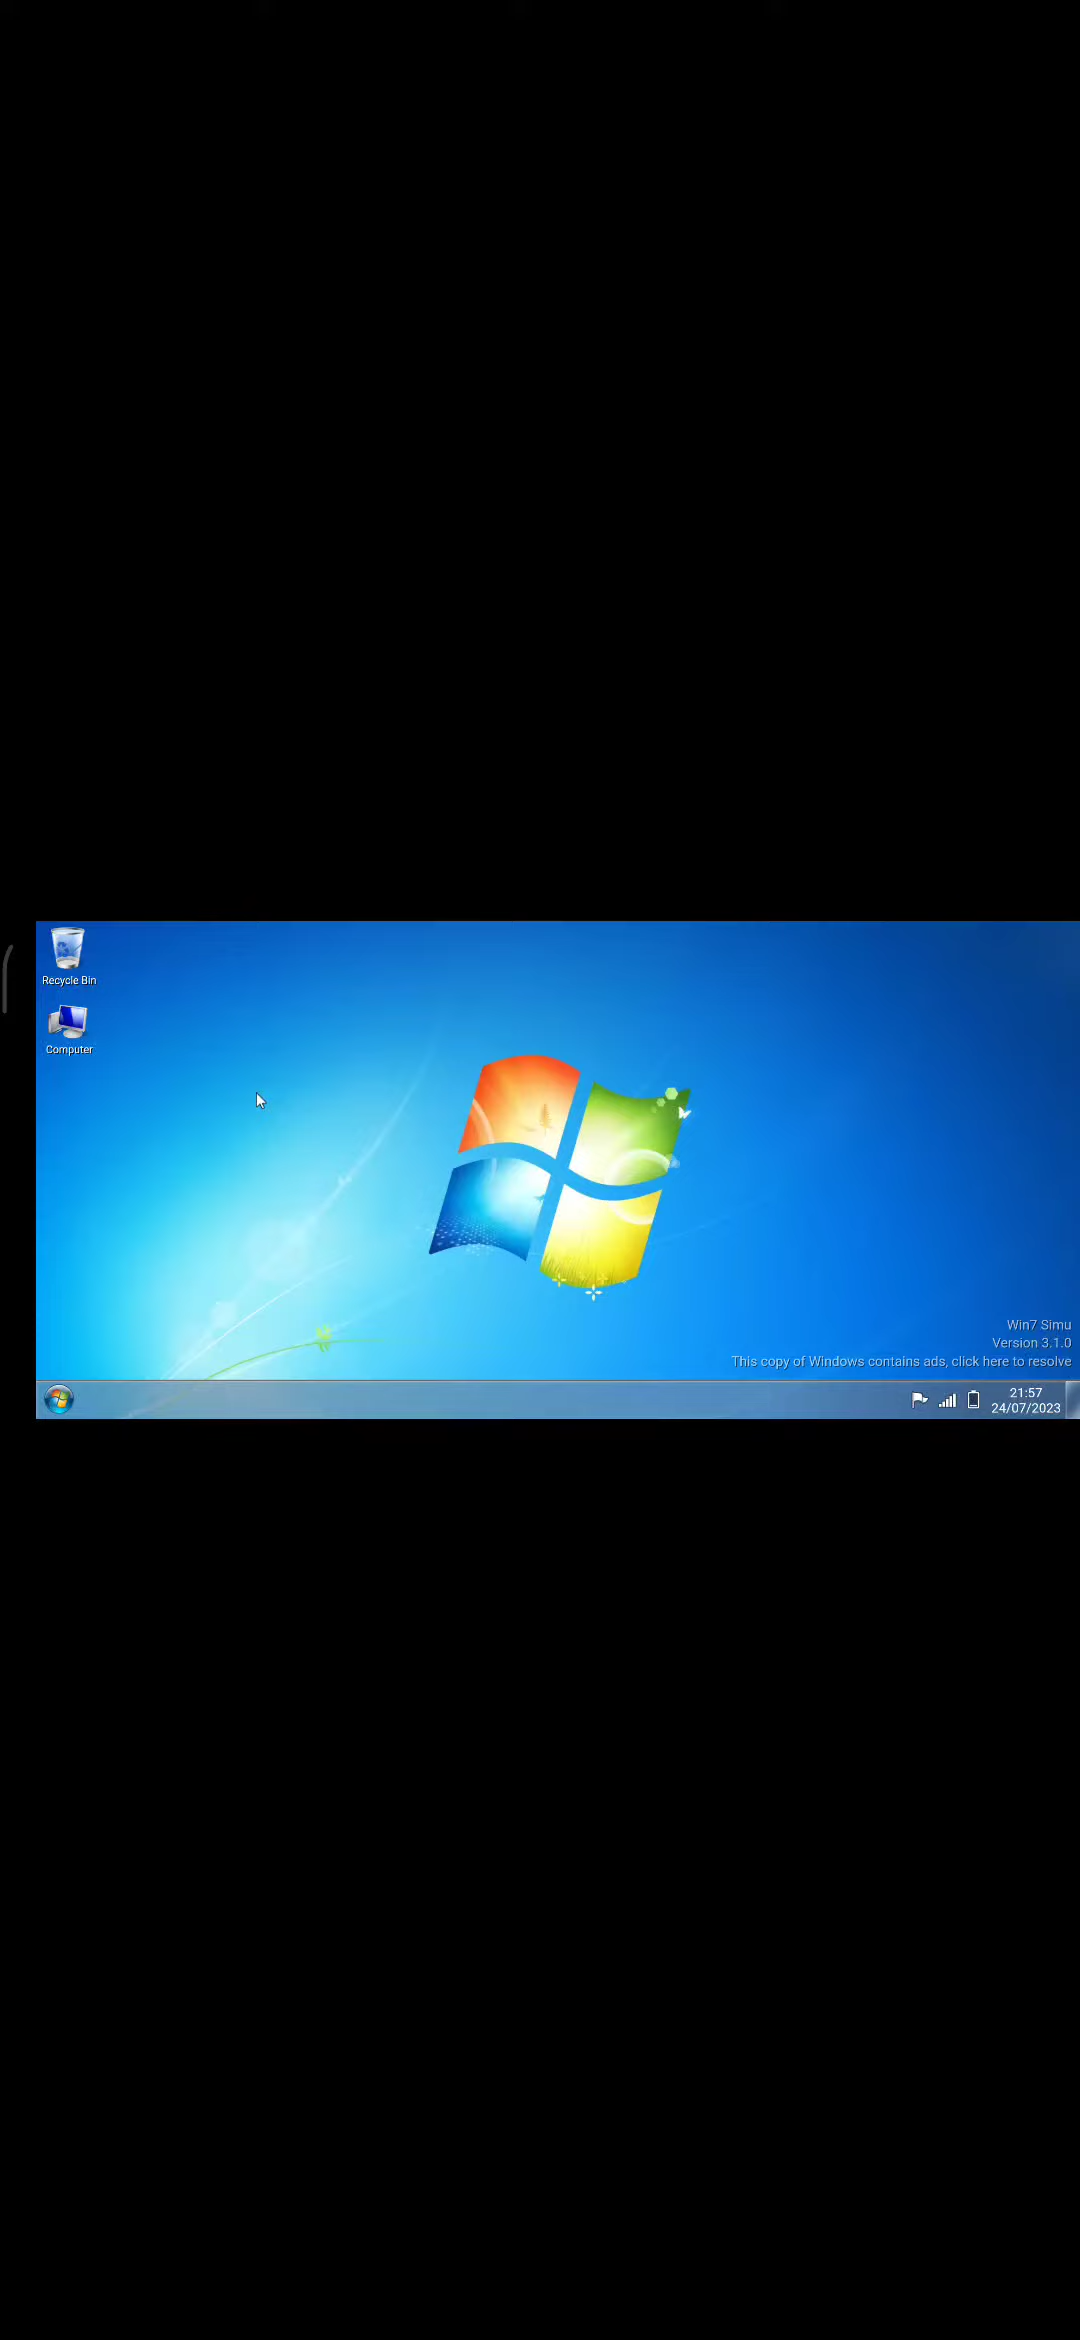 Recycle Bin
Computer
Win7 Simu
Version 3.1.0
This copy of Windows contains ads, click here to resolve
21:57
24/07/2023